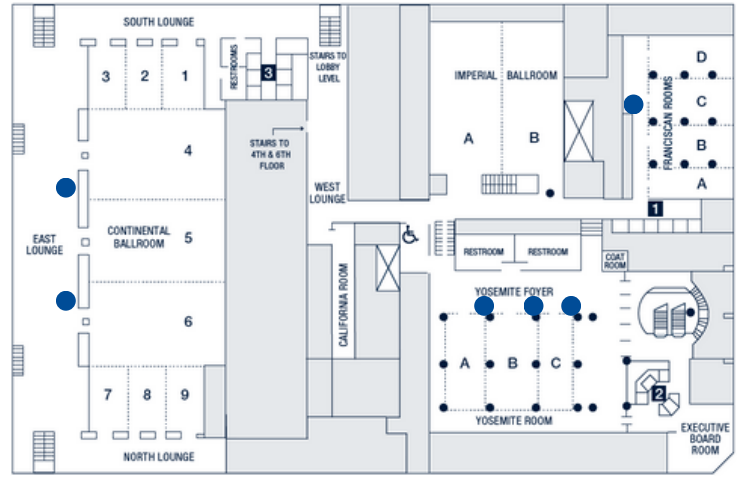 SOUTH LOUNGE
3
2
1
RESTROOMS
3
STAIRS TO
LOBBY
LEVEL
4
STAIRS TO
4TH & 6TH
FLOOR
IMPERIAL
BALLROOM
A
B
D
C
B
A
FRANCISCAN ROOMS
1
WEST
LOUNGE
EAST
LOUNGE
CONTINENTAL
BALLROOM
5
6
CALIFORNIA ROOM
RESTROOM
RESTROOM
COAT
ROOM
YOSEMITE FOYER
A
B
C
YOSEMITE ROOM
2
EXECUTIVE
BOARD
ROOM
7
8
9
NORTH LOUNGE